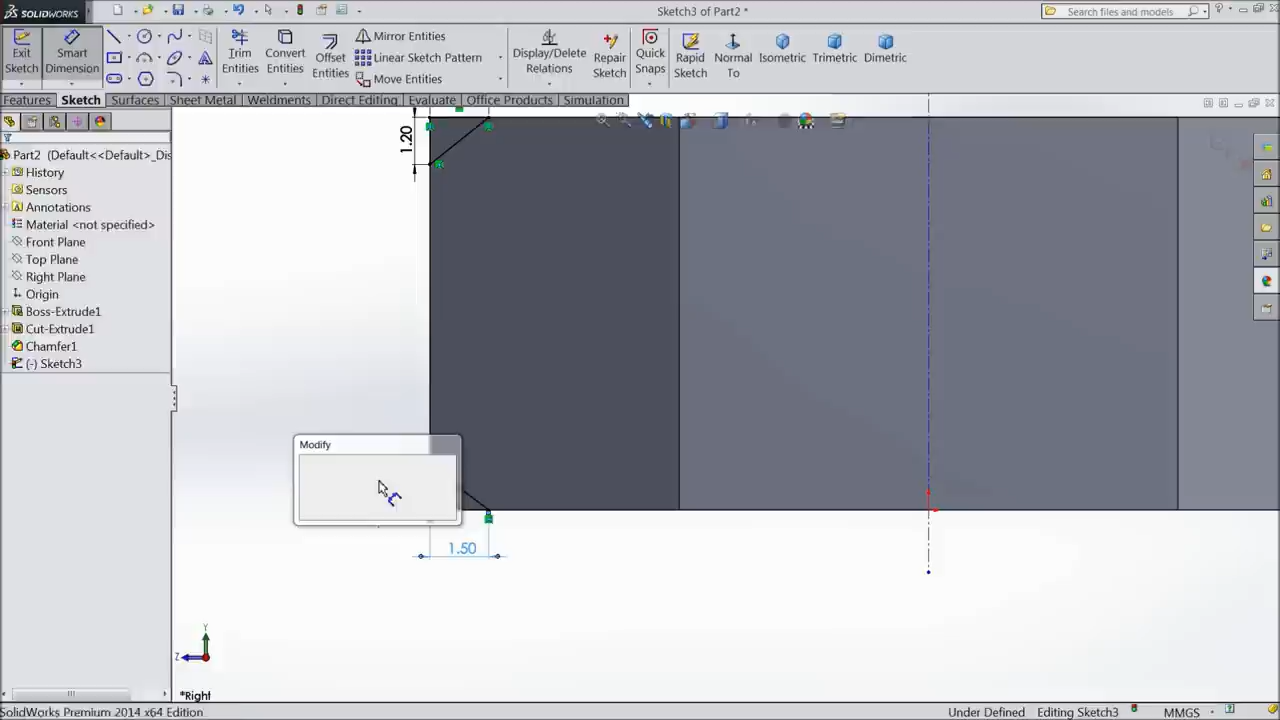 SOLIDWORKS
Sketch3 of Part2 *
Search files and models
Exit Sketch
Smart Dimension
Trim Entities
Convert Entities
Offset Entities
Mirror Entities
Linear Sketch Pattern
Move Entities
Display/Delete Relations
Repair Sketch
Quick Snaps
Rapid Sketch
Normal To
Isometric
Trimetric
Dimetric
Features
Sketch
Surfaces
Sheet Metal
Weldments
Direct Editing
Evaluate
Office Products
Simulation
Part2 (Default<<Default>_Dis
History
Sensors
Annotations
Material <not specified>
Front Plane
Top Plane
Right Plane
Origin
Boss-Extrude1
Cut-Extrude1
Chamfer1
(-) Sketch3
1.20
Modify
1.50
Y
Z
*Right
SolidWorks Premium 2014 x64 Edition
Under Defined
Editing Sketch3
MMGS